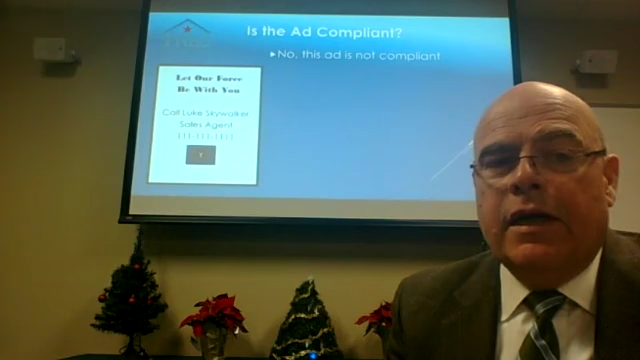 Is the Ad Compliant?
No, this ad is not compliant
Let Our Force
Be With You
Call Luke Skywalker
Sales Agent
111-111-1111